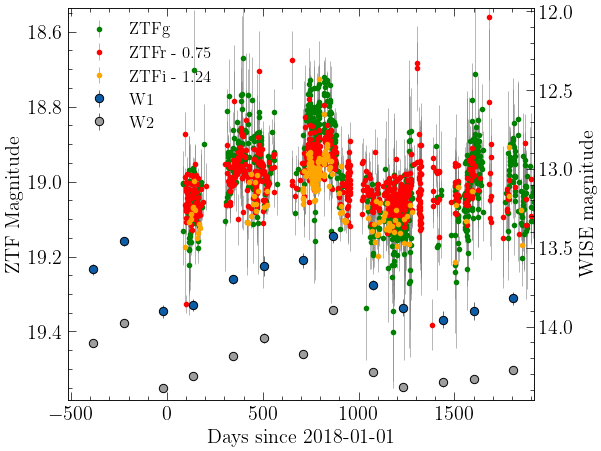 ZTFg
ZTFr - 0.75
ZTFi - 1.24
W1
W2
18.6
18.8
19.0
19.2
19.4
ZTF Magnitude
12.0
12.5
13.0
13.5
14.0
WISE magnitude
−500
0
500
1000
1500
Days since 2018-01-01